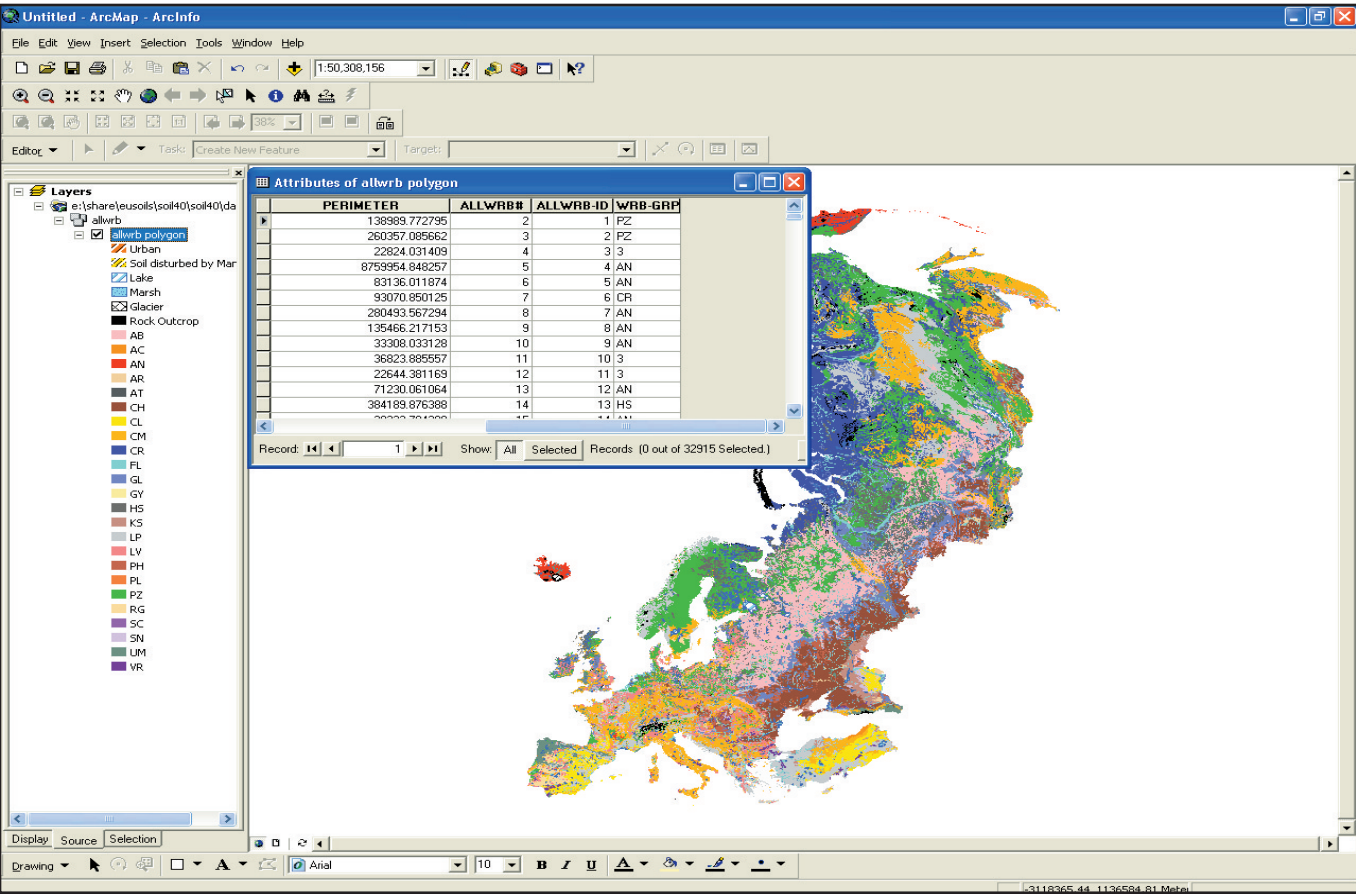 Untitled - ArcMap - ArcInfo
File Edit View Insert Selection Tools Window Help
1:50,308,156
38%
Editor Task: Create New Feature Target:
Layers
e:\share\eusoils\soil40\soil40\da
allwrb
allwrb polygon
Urban
Soil disturbed by Mar
Lake
Marsh
Glacier
Rock Outcrop
AB
AC
AN
AR
AT
CH
CL
CM
CR
FL
GL
GY
HS
KS
LP
LV
PH
PL
PZ
RG
SC
SN
UM
VR
Display Source Selection
Attributes of allwrb polygon
PERIMETER ALLWRB# ALLWRB-ID WRB-GRP
138989.772795 2 1 PZ
260357.085662 3 2 PZ
22824.031409 4 3 3
8759954.848257 5 4 AN
83136.011874 6 5 AN
93070.850125 7 6 CR
280493.567294 8 7 AN
135466.217153 9 8 AN
33308.033128 10 9 AN
36823.885557 11 10 3
22644.381169 12 11 3
71230.061064 13 12 AN
384189.876388 14 13 HS
Record: 1 Show: All Selected Records (0 out of 32915 Selected.)
Drawing A Arial 10 B I U A
-3118365.44 1136584.81 Mete